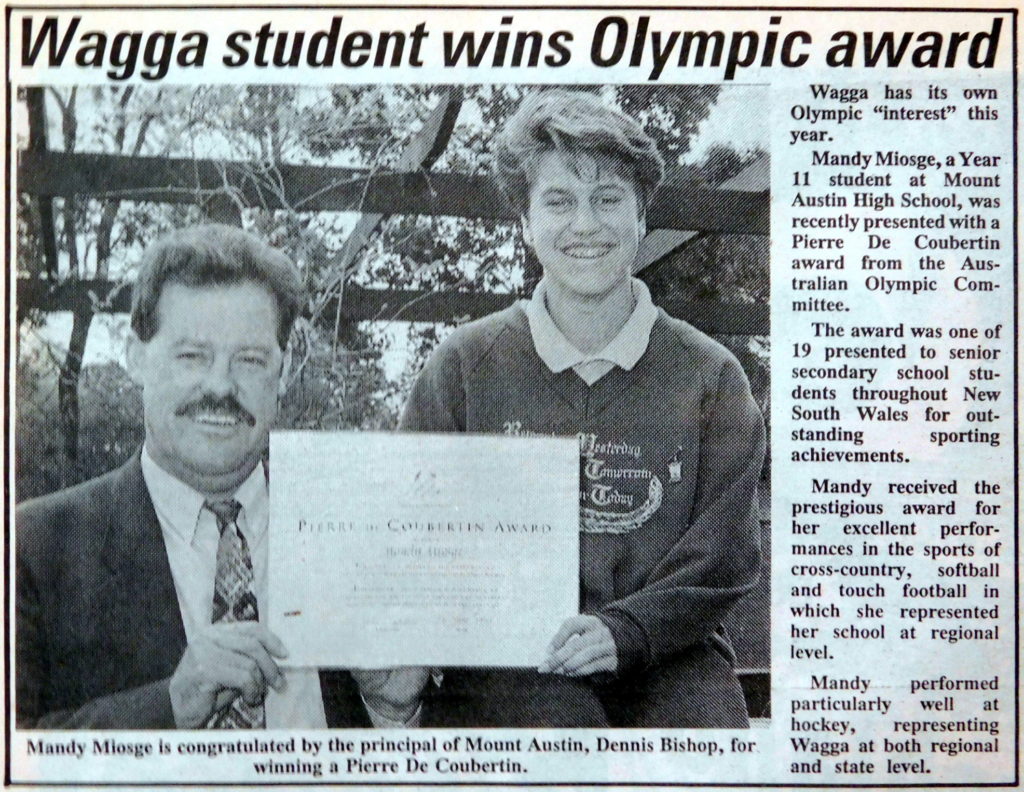 Wagga student wins Olympic award
Wagga has its own
Olympic “interest” this
year.
Mandy Miosge, a Year
11 student at Mount
Austin High School, was
recently presented with a
Pierre De Coubertin
award from the Aus-
tralian Olympic Com-
mittee.
The award was one of
19 presented to senior
secondary school stu-
dents throughout New
South Wales for out-
standing sporting
achievements.
Mandy received the
prestigious award for
her excellent perfor-
mances in the sports of
cross-country, softball
and touch football in
which she represented
her school at regional
level.
Mandy performed
particularly well at
hockey, representing
Wagga at both regional
and state level.
Yesterday
Tomorrow
Today
PIERRE DE COUBERTIN AWARD
Mandy Miosge
Mandy Miosge is congratulated by the principal of Mount Austin, Dennis Bishop, for
winning a Pierre De Coubertin.